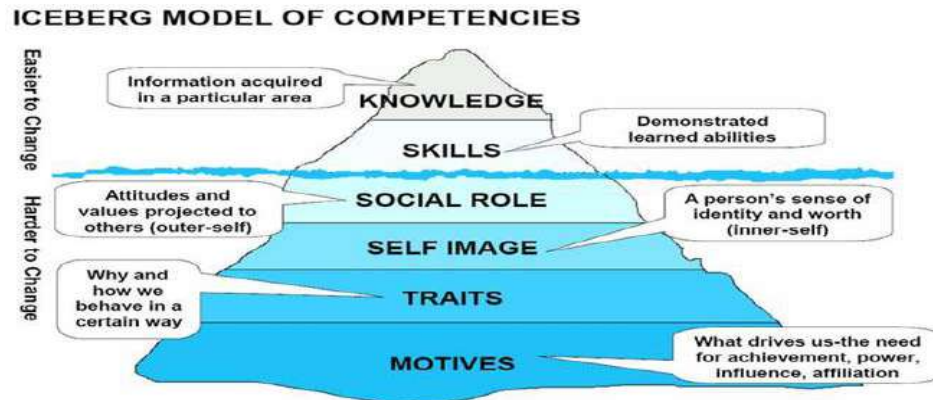 ICEBERG MODEL OF COMPETENCIES
Easier to Change
Information acquired
in a particular area
KNOWLEDGE
Demonstrated
learned abilities
SKILLS
Harder to Change
Attitudes and
values projected to
others (outer-self)
SOCIAL ROLE
A person's sense of
identity and worth
(inner-self)
SELF IMAGE
Why and
how we
behave in a
certain way
TRAITS
What drives us-the need
for achievement, power,
influence, affiliation
MOTIVES